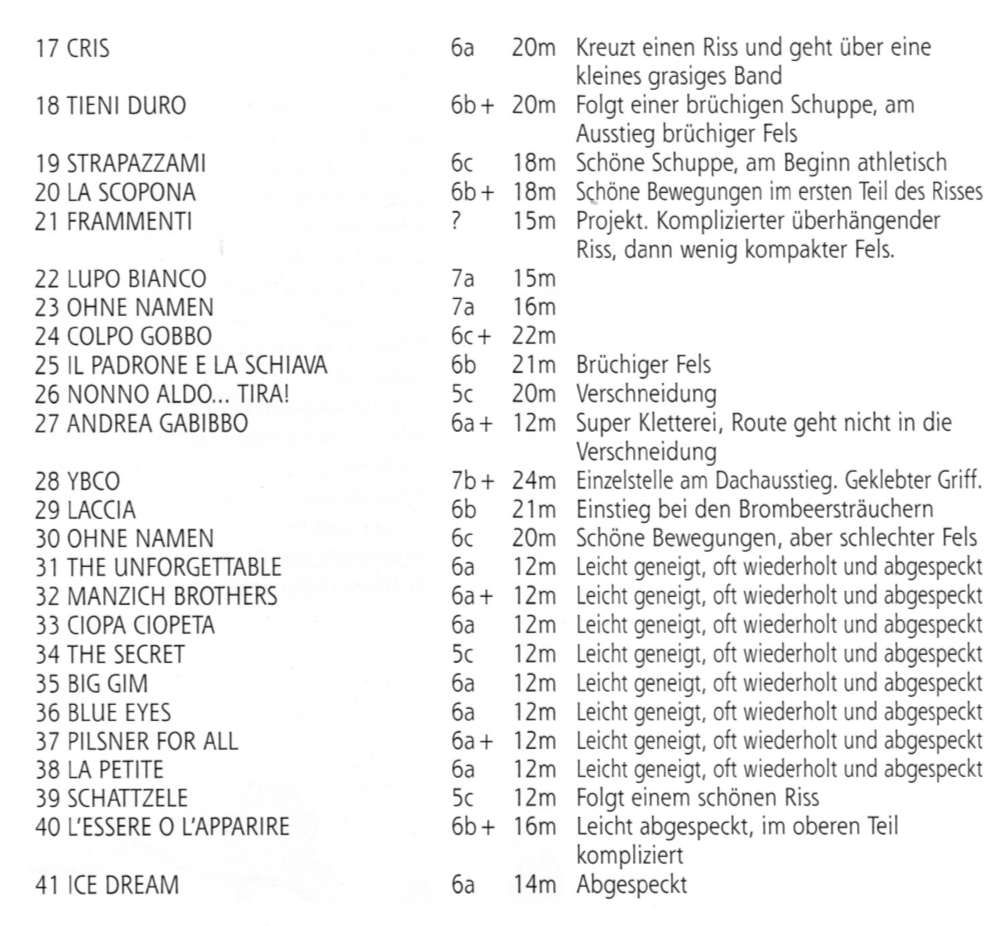 17 CRIS 6a 20m Kreuzt einen Riss und geht über eine
kleines grasiges Band
18 TIENI DURO 6b+ 20m Folgt einer brüchigen Schuppe, am
Ausstieg brüchiger Fels
19 STRAPAZZAMI 6c 18m Schöne Schuppe, am Beginn athletisch
20 LA SCOPONA 6b+ 18m Schöne Bewegungen im ersten Teil des Risses
21 FRAMMENTI ? 15m Projekt. Komplizierter überhängender
Riss, dann wenig kompakter Fels.
22 LUPO BIANCO 7a 15m
23 OHNE NAMEN 7a 16m
24 COLPO GOBBO 6c+ 22m
25 IL PADRONE E LA SCHIAVA 6b 21m Brüchiger Fels
26 NONNO ALDO... TIRA! 5c 20m Verschneidung
27 ANDREA GABIBBO 6a+ 12m Super Kletterei, Route geht nicht in die
Verschneidung
28 YBCO 7b+ 24m Einzelstelle am Dachausstieg. Geklebter Griff.
29 LACCIA 6b 21m Einstieg bei den Brombeersträuchern
30 OHNE NAMEN 6c 20m Schöne Bewegungen, aber schlechter Fels
31 THE UNFORGETTABLE 6a 12m Leicht geneigt, oft wiederholt und abgespeckt
32 MANZICH BROTHERS 6a+ 12m Leicht geneigt, oft wiederholt und abgespeckt
33 CIOPA CIOPETA 6a 12m Leicht geneigt, oft wiederholt und abgespeckt
34 THE SECRET 5c 12m Leicht geneigt, oft wiederholt und abgespeckt
35 BIG GIM 6a 12m Leicht geneigt, oft wiederholt und abgespeckt
36 BLUE EYES 6a 12m Leicht geneigt, oft wiederholt und abgespeckt
37 PILSNER FOR ALL 6a+ 12m Leicht geneigt, oft wiederholt und abgespeckt
38 LA PETITE 6a 12m Leicht geneigt, oft wiederholt und abgespeckt
39 SCHATTZELE 5c 12m Folgt einem schönen Riss
40 L'ESSERE O L'APPARIRE 6b+ 16m Leicht abgespeckt, im oberen Teil
kompliziert
41 ICE DREAM 6a 14m Abgespeckt